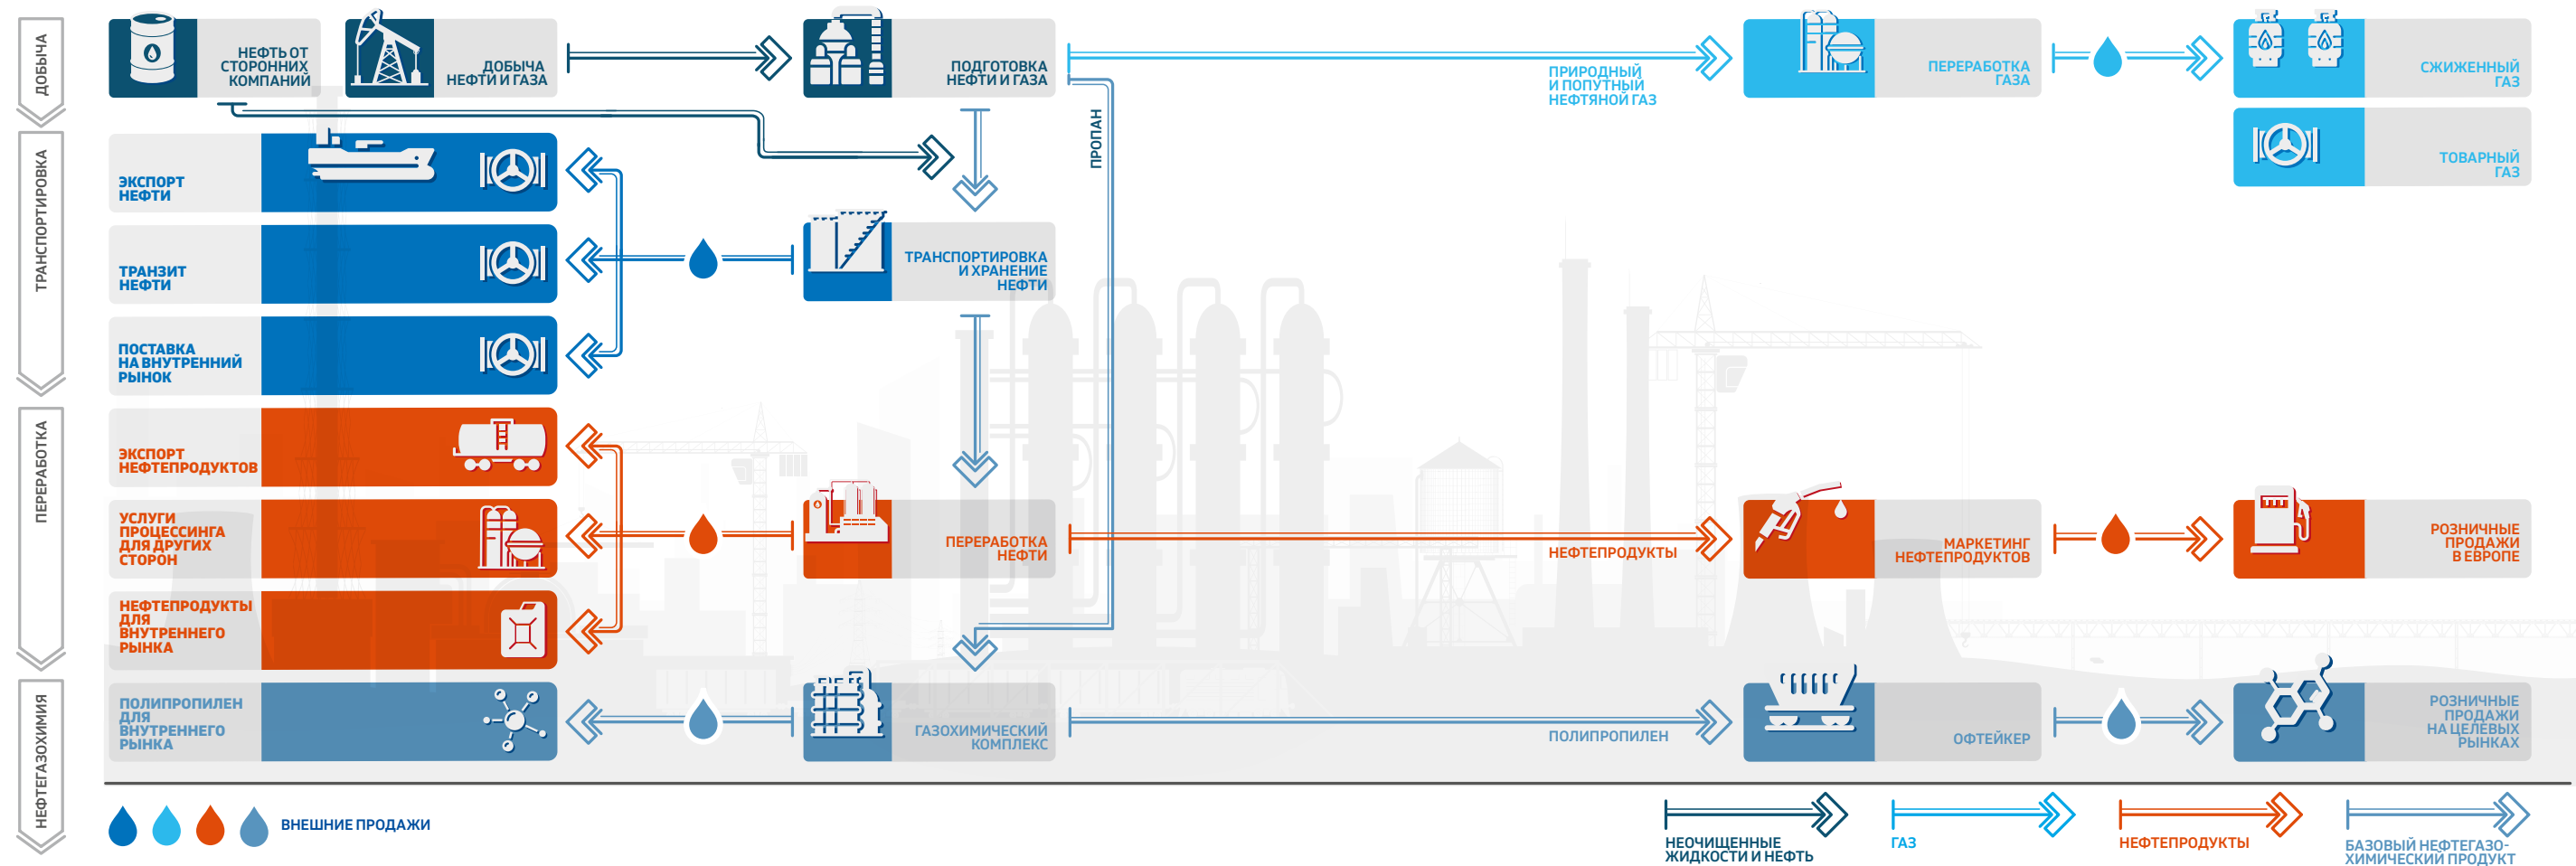 ДОБЫЧА
НЕФТЬ ОТ
СТОРОННИХ
КОМПАНИЙ
ДОБЫЧА
НЕФТИ И ГАЗА
ПОДГОТОВКА
НЕФТИ И ГАЗА
ПРИРОДНЫЙ
И ПОПУТНЫЙ
НЕФТЯНОЙ ГАЗ
ПЕРЕРАБОТКА
ГАЗА
СЖИЖЕННЫЙ
ГАЗ
ТОВАРНЫЙ
ГАЗ
ПРОПАН
ТРАНСПОРТИРОВКА
ЭКСПОРТ
НЕФТИ
ТРАНЗИТ
НЕФТИ
ТРАНСПОРТИРОВКА
И ХРАНЕНИЕ
НЕФТИ
ПОСТАВКА
НА ВНУТРЕННИЙ
РЫНОК
ПЕРЕРАБОТКА
ЭКСПОРТ
НЕФТЕПРОДУКТОВ
УСЛУГИ
ПРОЦЕССИНГА
ДЛЯ ДРУГИХ
СТОРОН
ПЕРЕРАБОТКА
НЕФТИ
НЕФТЕПРОДУКТЫ
МАРКЕТИНГ
НЕФТЕПРОДУКТОВ
РОЗНИЧНЫЕ
ПРОДАЖИ
В ЕВРОПЕ
НЕФТЕПРОДУКТЫ
ДЛЯ
ВНУТРЕННЕГО
РЫНКА
НЕФТЕГАЗОХИМИЯ
ПОЛИПРОПИЛЕН
ДЛЯ
ВНУТРЕННЕГО
РЫНКА
ГАЗОХИМИЧЕСКИЙ
КОМПЛЕКС
ПОЛИПРОПИЛЕН
ОФТЕЙКЕР
РОЗНИЧНЫЕ
ПРОДАЖИ
НА ЦЕЛЕВЫХ
РЫНКАХ
ВНЕШНИЕ ПРОДАЖИ
НЕОЧИЩЕННЫЕ
ЖИДКОСТИ И НЕФТЬ
ГАЗ
НЕФТЕПРОДУКТЫ
БАЗОВЫЙ НЕФТЕГАЗО-
ХИМИЧЕСКИЙ ПРОДУКТ